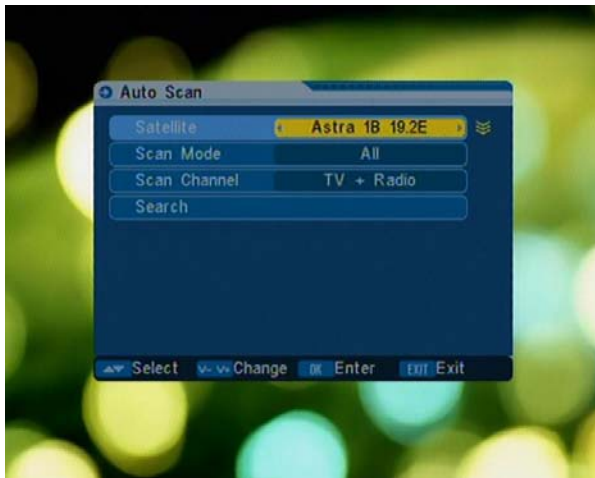 Auto Scan
Satellite Astra 1B 19.2E
Scan Mode All
Scan Channel TV + Radio
Search
Select V- V+ Change OK Enter EXIT Exit